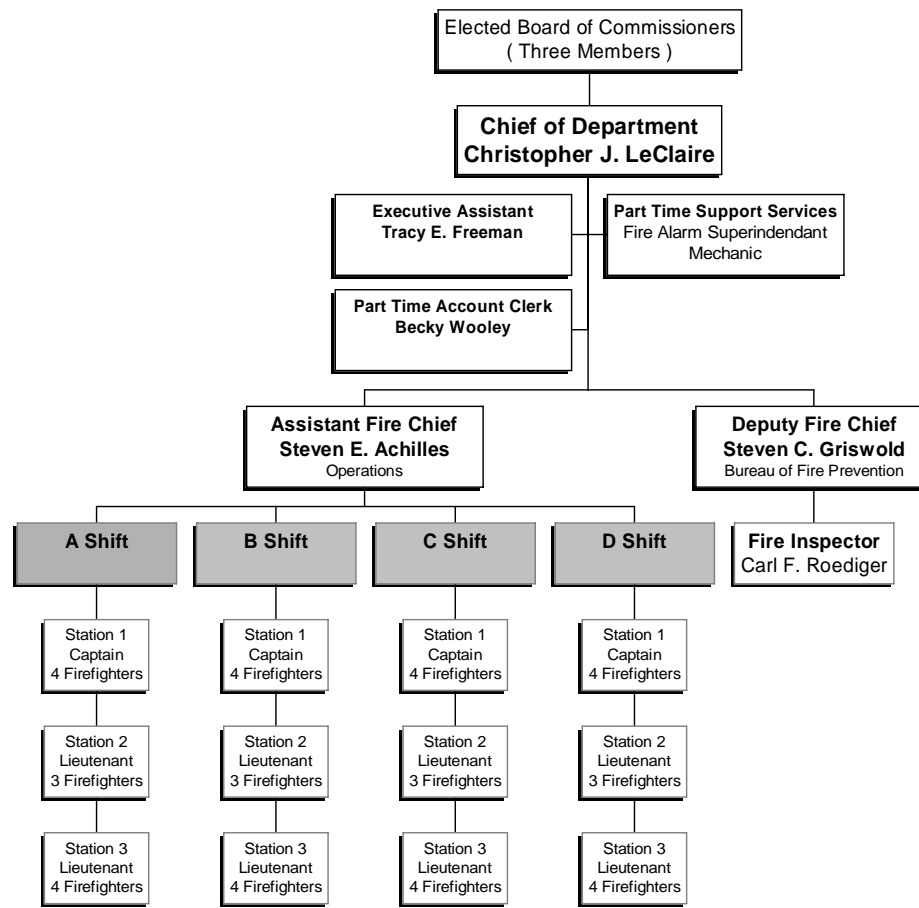 Elected Board of Commissioners
( Three Members )
Chief of Department
Christopher J. LeClaire
Executive Assistant
Tracy E. Freeman
Part Time Support Services
Fire Alarm Superindendant
Mechanic
Part Time Account Clerk
Becky Wooley
Assistant Fire Chief
Steven E. Achilles
Operations
Deputy Fire Chief
Steven C. Griswold
Bureau of Fire Prevention
A Shift
B Shift
C Shift
D Shift
Fire Inspector
Carl F. Roediger
Station 1
Captain
4 Firefighters
Station 1
Captain
4 Firefighters
Station 1
Captain
4 Firefighters
Station 1
Captain
4 Firefighters
Station 2
Lieutenant
3 Firefighters
Station 2
Lieutenant
3 Firefighters
Station 2
Lieutenant
3 Firefighters
Station 2
Lieutenant
3 Firefighters
Station 3
Lieutenant
4 Firefighters
Station 3
Lieutenant
4 Firefighters
Station 3
Lieutenant
4 Firefighters
Station 3
Lieutenant
4 Firefighters